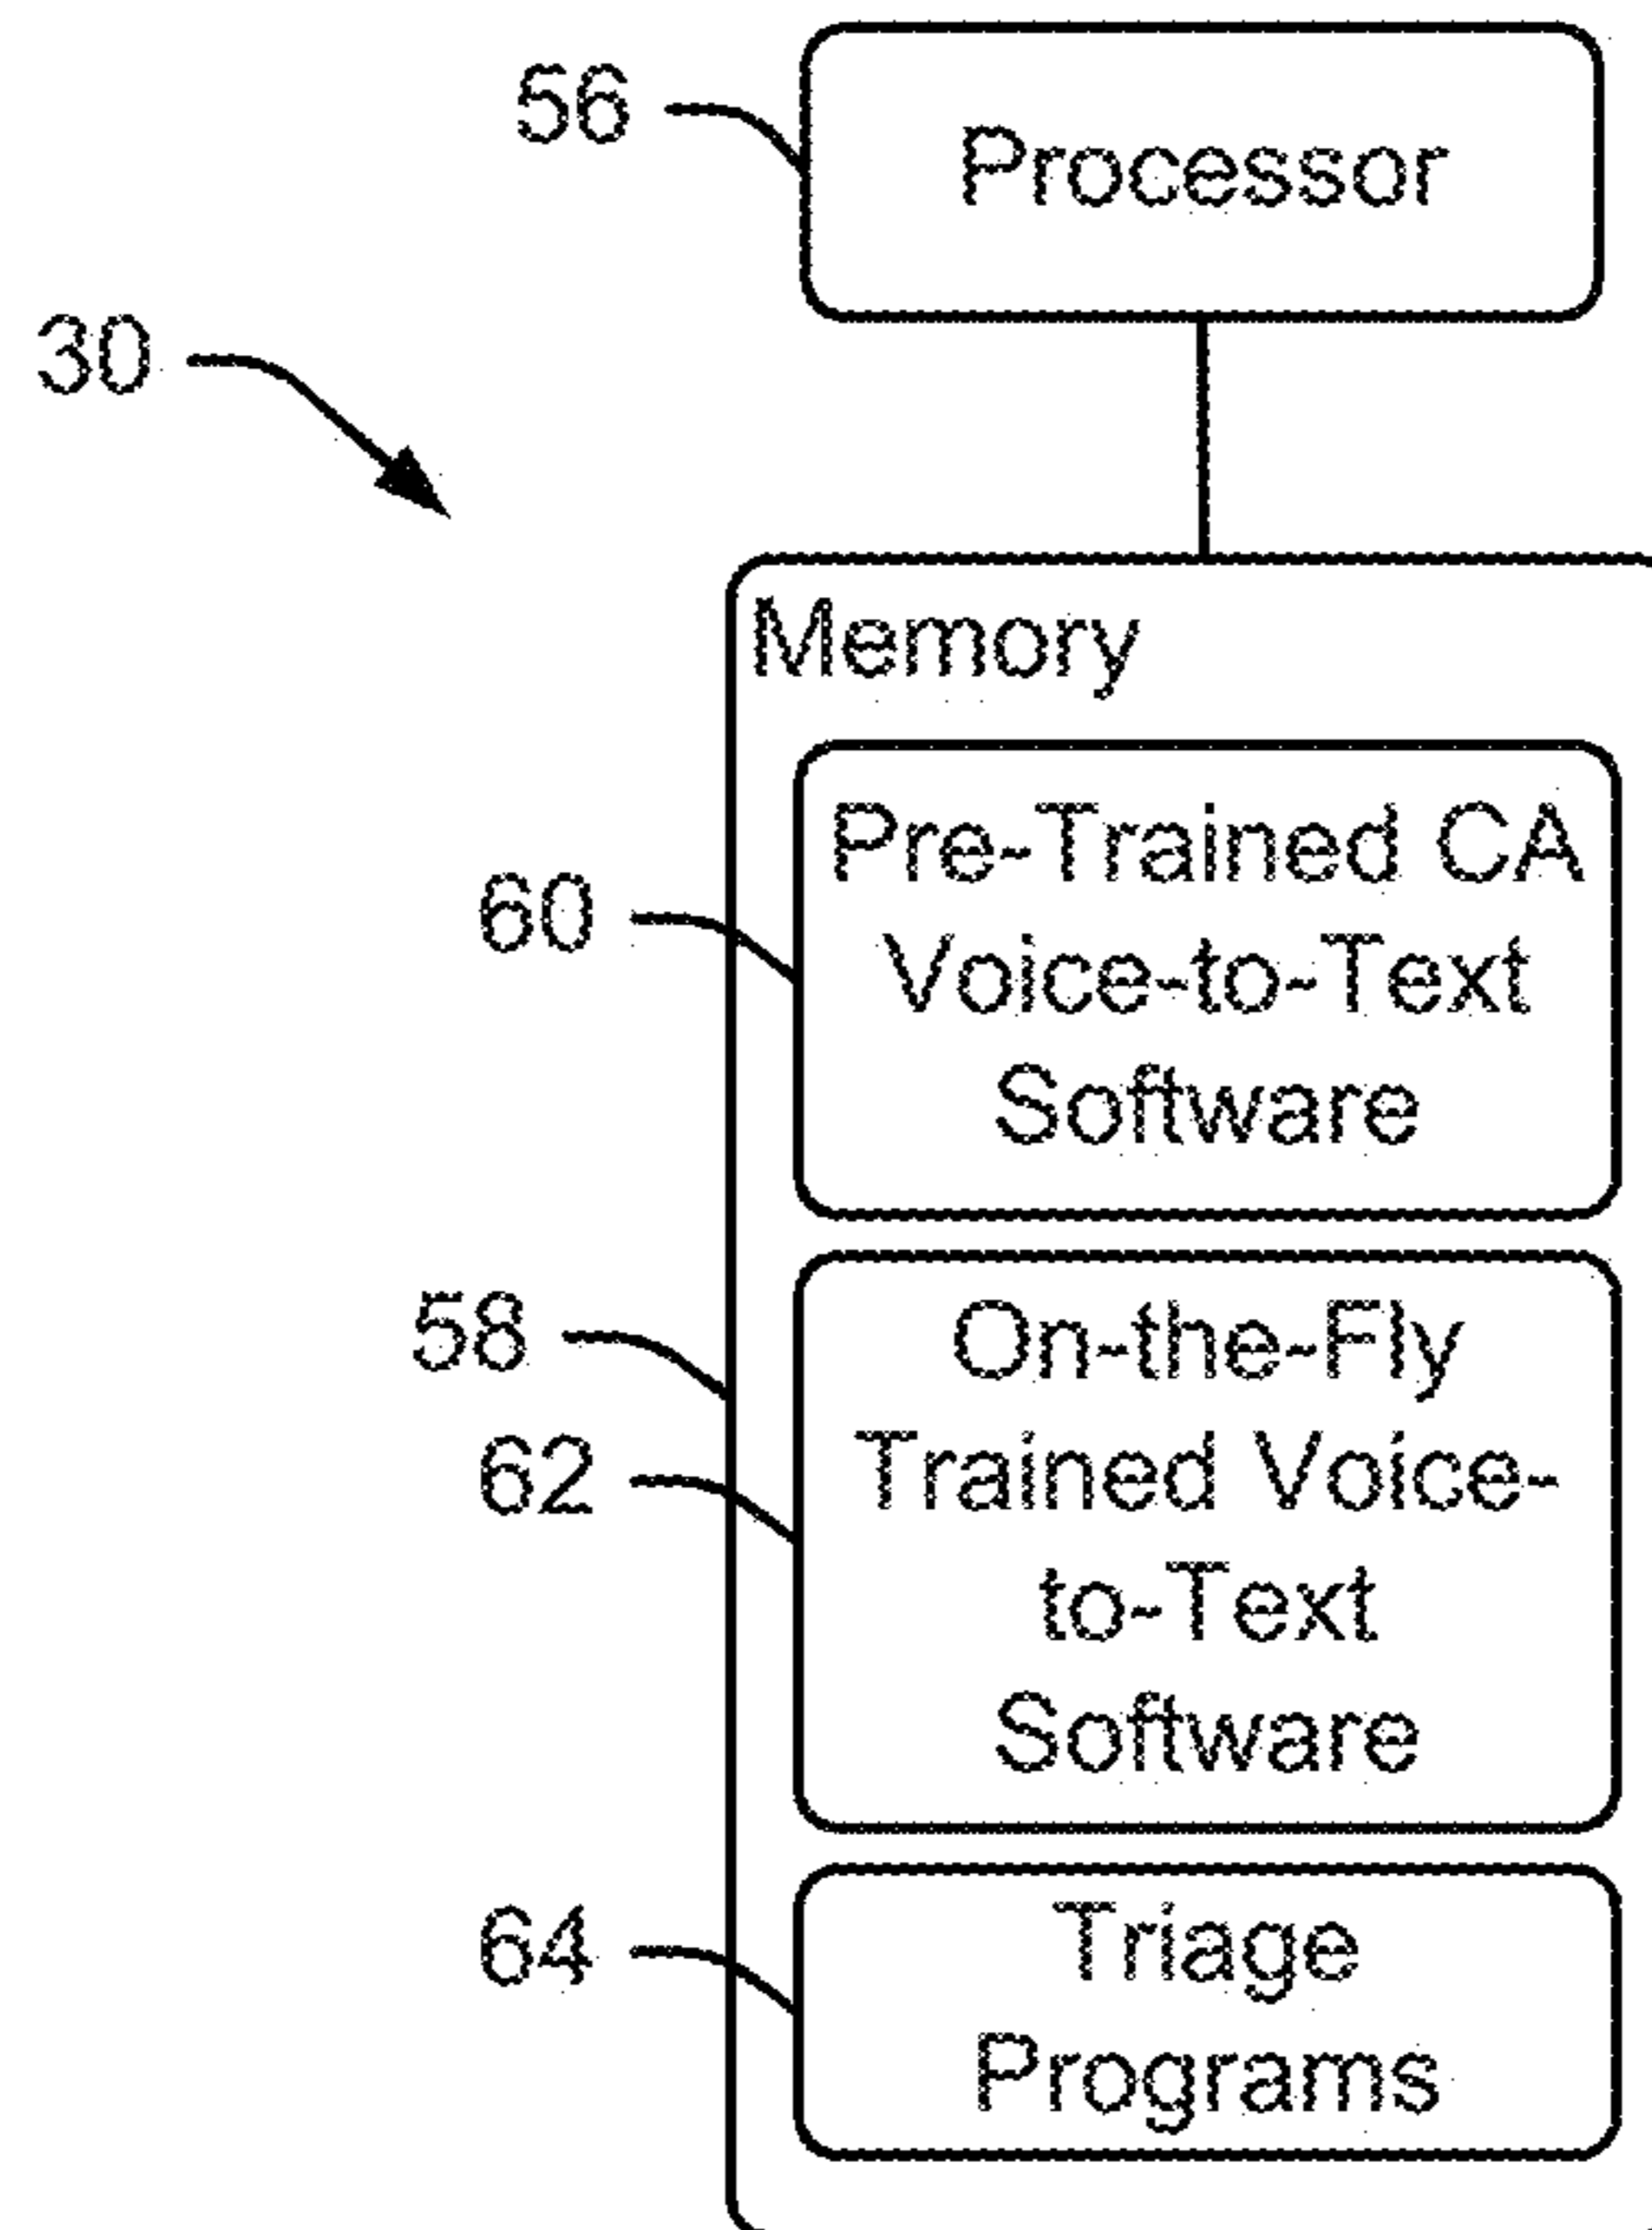 56
Processor
30
Memory
60
Pre-Trained CA
Voice-to-Text
Software
58
62
On-the-Fly
Trained Voice-
to-Text
Software
64
Triage
Programs